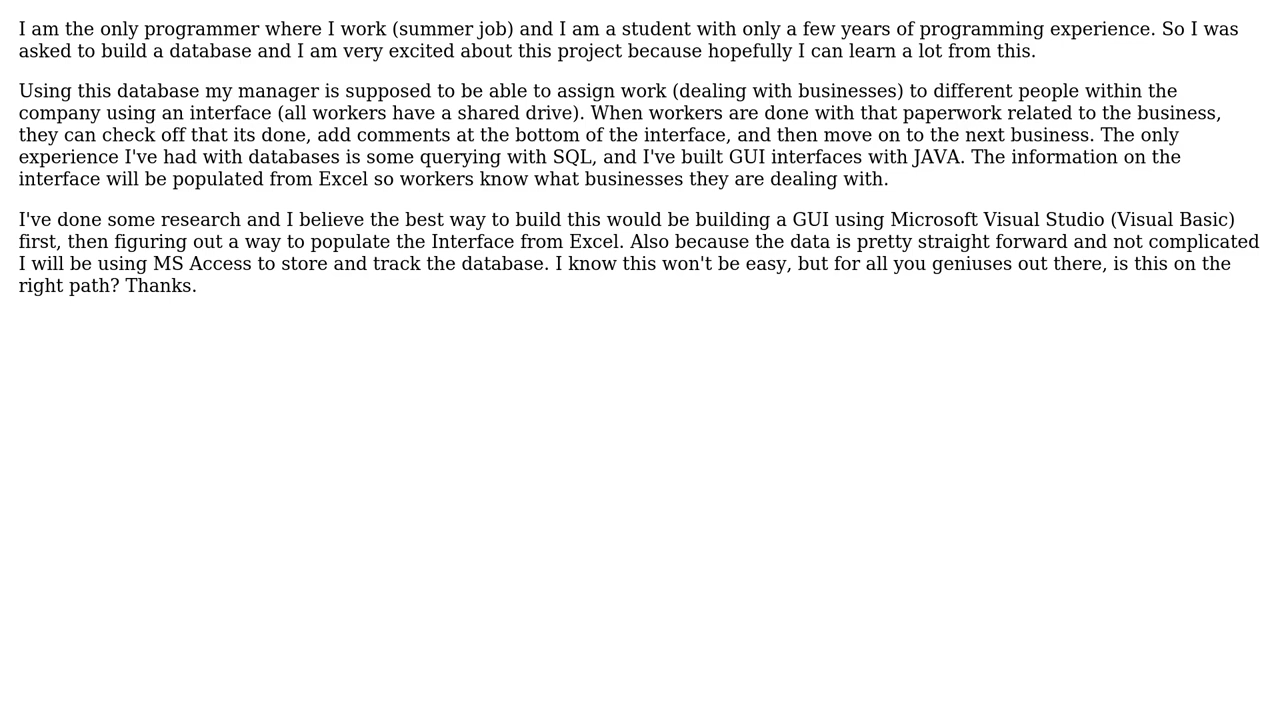 I am the only programmer where I work (summer job) and I am a student with only a few years of programming experience. So I was
asked to build a database and I am very excited about this project because hopefully I can learn a lot from this.
Using this database my manager is supposed to be able to assign work (dealing with businesses) to different people within the
company using an interface (all workers have a shared drive). When workers are done with that paperwork related to the business,
they can check off that its done, add comments at the bottom of the interface, and then move on to the next business. The only
experience I've had with databases is some querying with SQL, and I've built GUI interfaces with JAVA. The information on the
interface will be populated from Excel so workers know what businesses they are dealing with.
I've done some research and I believe the best way to build this would be building a GUI using Microsoft Visual Studio (Visual Basic)
first, then figuring out a way to populate the Interface from Excel. Also because the data is pretty straight forward and not complicated
I will be using MS Access to store and track the database. I know this won't be easy, but for all you geniuses out there, is this on the
right path? Thanks.